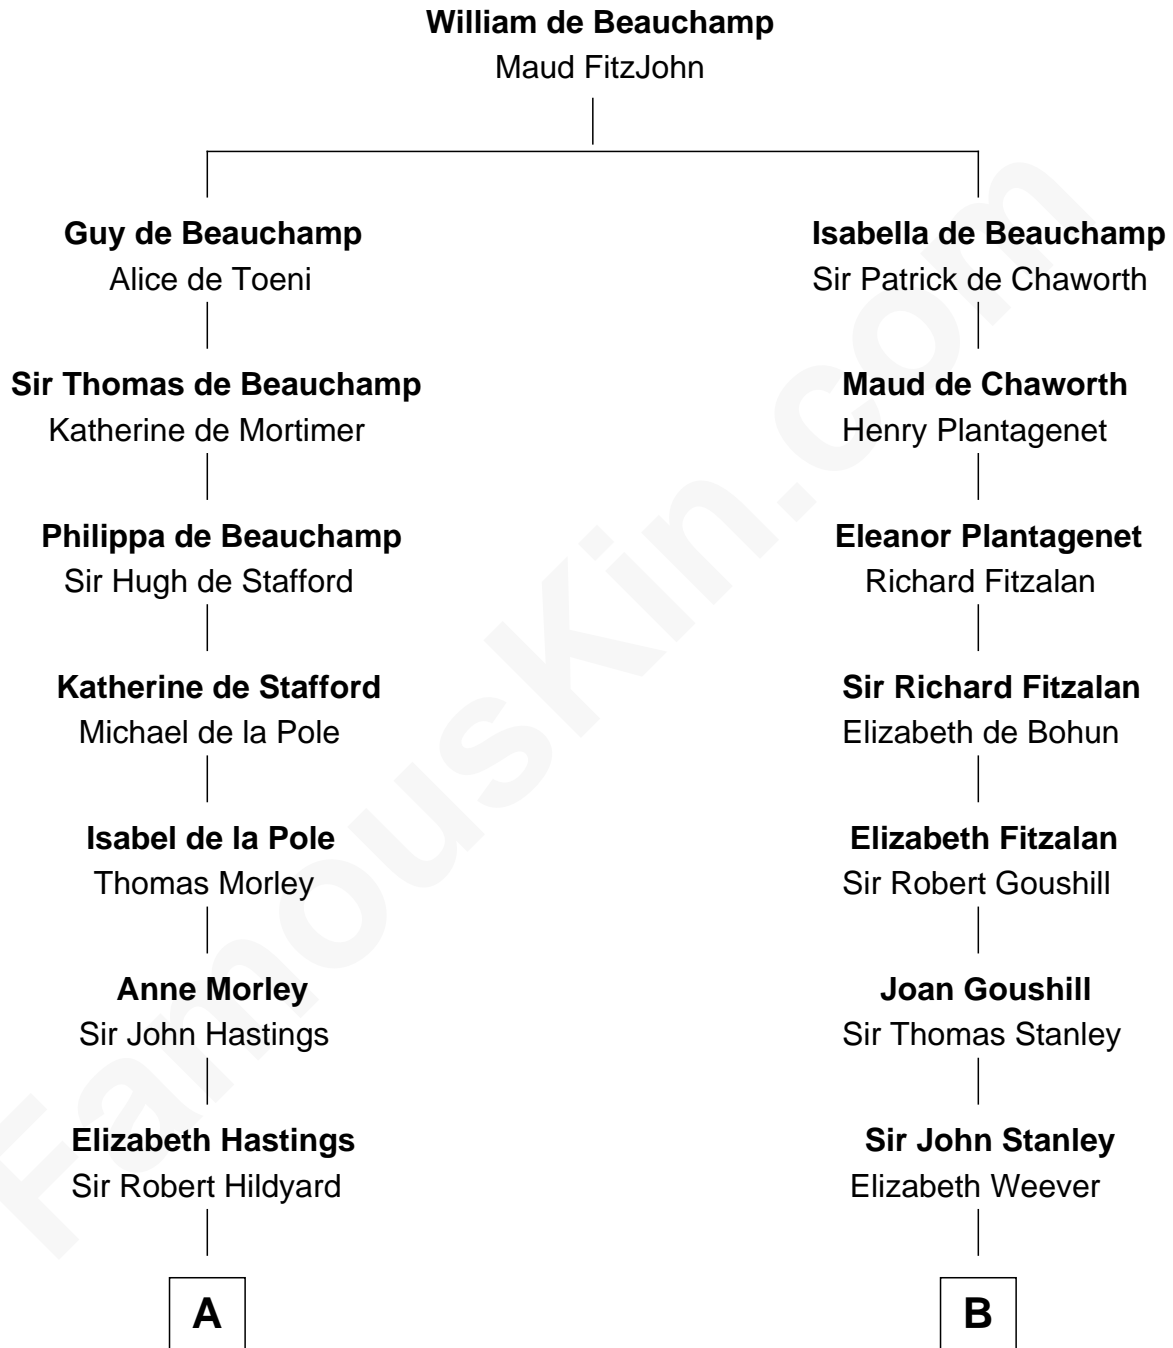 William de Beauchamp
Maud FitzJohn
Guy de Beauchamp
Alice de Toeni
Isabella de Beauchamp
Sir Patrick de Chaworth
Sir Thomas de Beauchamp
Katherine de Mortimer
Maud de Chaworth
Henry Plantagenet
Philippa de Beauchamp
Sir Hugh de Stafford
Eleanor Plantagenet
Richard Fitzalan
Katherine de Stafford
Michael de la Pole
Sir Richard Fitzalan
Elizabeth de Bohun
Isabel de la Pole
Thomas Morley
Elizabeth Fitzalan
Sir Robert Goushill
Anne Morley
Sir John Hastings
Joan Goushill
Sir Thomas Stanley
Elizabeth Hastings
Sir Robert Hildyard
Sir John Stanley
Elizabeth Weever
A
B
FamousKin.com